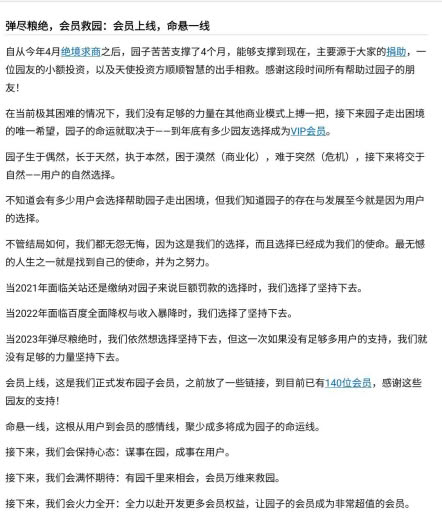 弹尽粮绝，会员救园：会员上线，命悬一线
自从今年4月绝境求商之后，园子苦苦支撑了4个月，能够支撑到现在，主要源于大家的捐助，一
位园友的小额投资，以及天使投资方顺顺智慧的出手相救。感谢这段时间所有帮助过园子的朋
友！
在当前极其困难的情况下，我们没有足够的力量在其他商业模式上搏一把，接下来园子走出困境
的唯一希望，园子的命运就取决于——到年底有多少园友选择成为VIP会员。
园子生于偶然，长于天然，执于本然，困于漠然（商业化），难于突然（危机），接下来将交于
自然——用户的自然选择。
不知道会有多少用户会选择帮助园子走出困境，但我们知道园子的存在与发展至今就是因为用户
的选择。
不管结局如何，我们都无怨无悔，因为这是我们的选择，而且选择已经成为我们的使命。最无憾
的人生之一就是找到自己的使命，并为之努力。
当2021年面临关站还是缴纳对园子来说巨额罚款的选择时，我们选择了坚持下去。
当2022年面临百度全面降权与收入暴降时，我们选择了坚持下去。
当2023年弹尽粮绝时，我们依然想选择坚持下去，但这一次如果没有足够多用户的支持，我们就
没有足够的力量坚持下去。
会员上线，这是我们正式发布园子会员，之前放了一些链接，到目前已有140位会员，感谢这些
园友的支持！
命悬一线，这根从用户到会员的感情线，聚少成多将成为园子的命运线。
接下来，我们会保持心态：谋事在园，成事在用户。
接下来，我们会满怀期待：有园千里来相会，会员万维来救园。
接下来，我们会火力全开：全力以赴开发更多会员权益，让园子的会员成为非常超值的会员。